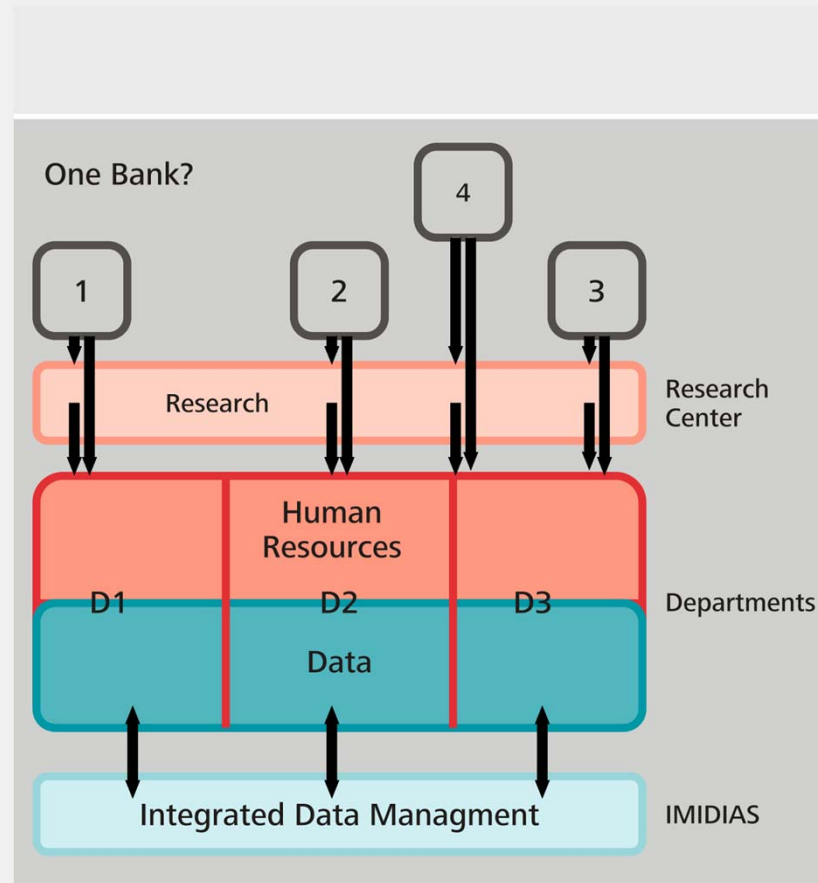 One Bank?
4
1
2
3
Research
Research
Center
Human
Resources
D1
D2
D3
Departments
Data
Integrated Data Managment
IMIDIAS